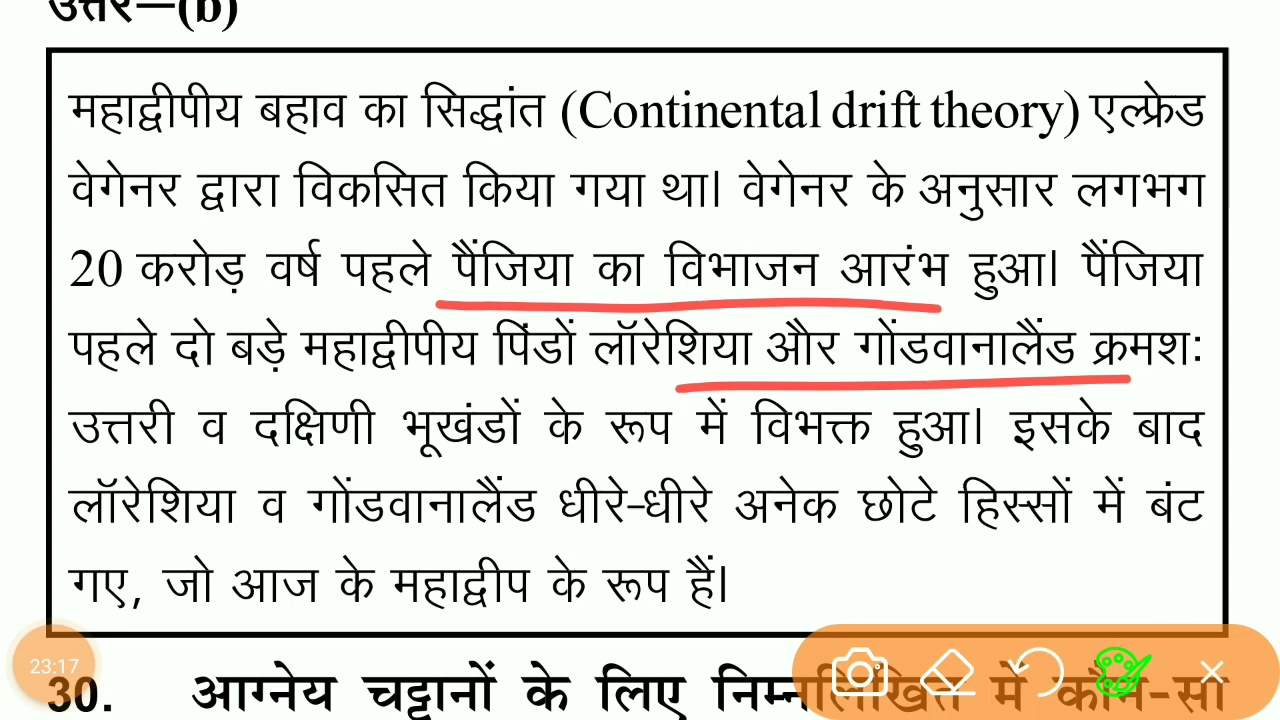 उत्तर—(b)
महाद्वीपीय बहाव का सिद्धांत (Continental drift theory) एल्फ्रेड
वेगेनर द्वारा विकसित किया गया था। वेगेनर के अनुसार लगभग
20 करोड़ वर्ष पहले पैंजिया का विभाजन आरंभ हुआ। पैंजिया
पहले दो बड़े महाद्वीपीय पिंडों लॉरेशिया और गोंडवानालैंड क्रमशः
उत्तरी व दक्षिणी भूखंडों के रूप में विभक्त हुआ। इसके बाद
लॉरेशिया व गोंडवानालैंड धीरे-धीरे अनेक छोटे हिस्सों में बंट
गए, जो आज के महाद्वीप के रूप हैं।
23:17
30. आग्नेय चट्टानों के लिए निम्नलिखित में कौन-सा